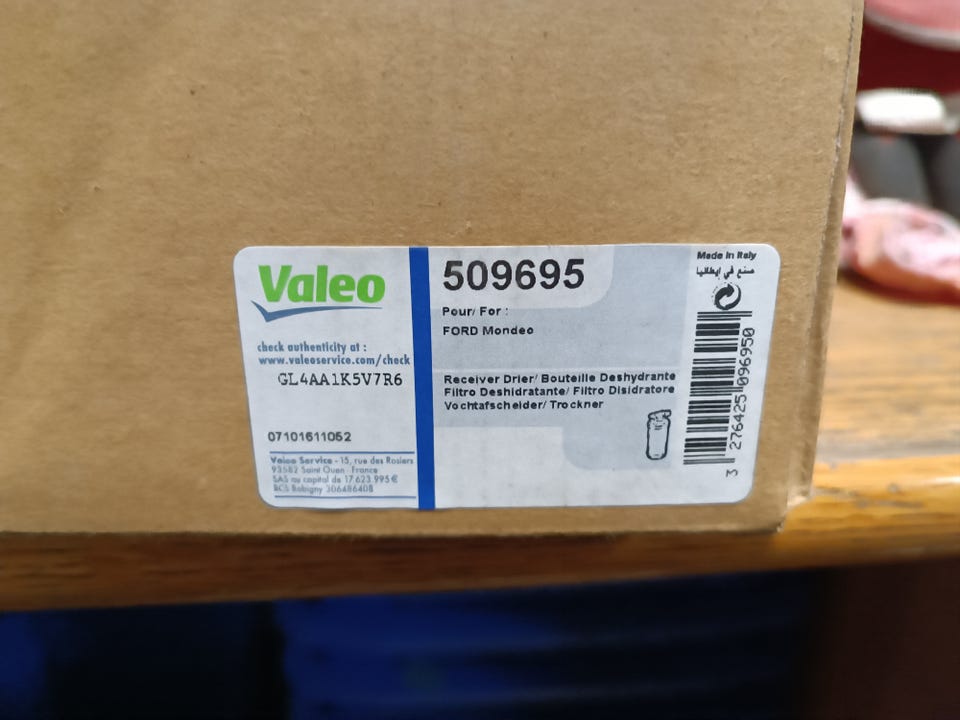 Valeo
check authenticity at :
www.valeoservice.com/check
GL4AA1K5V7R6
07101611052
Valeo Service - 15, rue des Rosiers
93582 Saint Ouen - France
SAS au capital de 17 623 995 €
RCS Bobigny 306486408
509695
Pour/ For :
FORD Mondeo
Receiver Drier/ Bouteille Deshydrante
Filtro Deshidratante/ Filtro Disidratore
Vochtafscheider/ Trockner
Made in Italy
صنع في إيطاليا
3 276425 096950